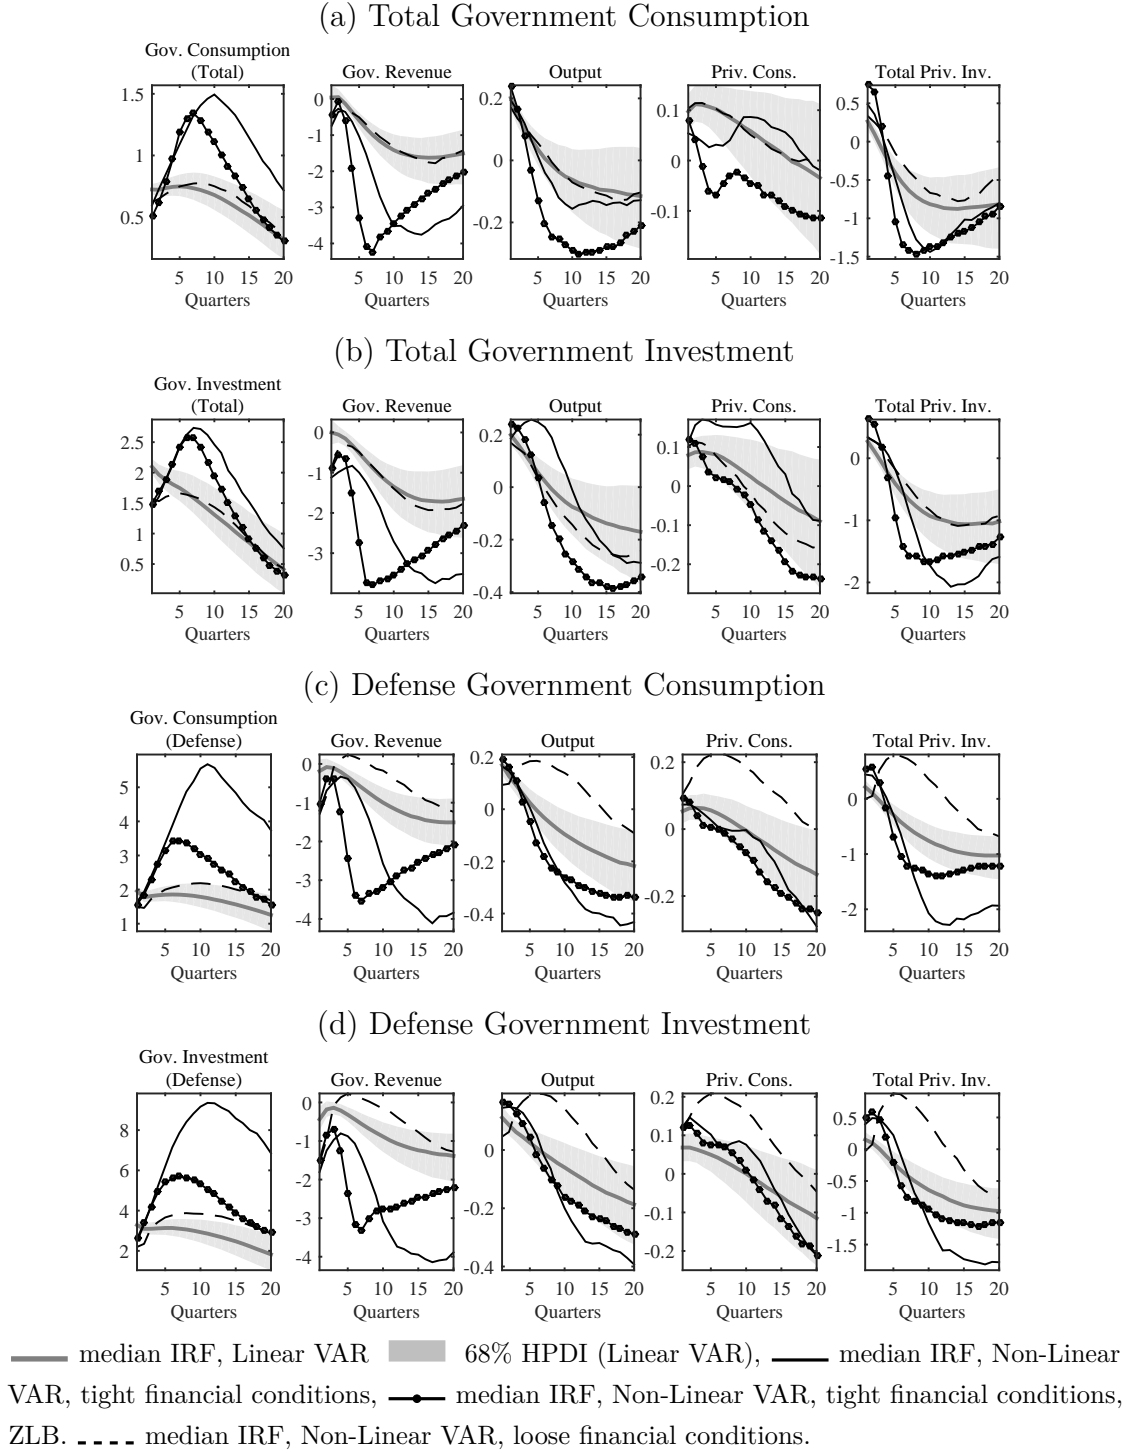 (a) Total Government Consumption
Gov. Consumption
(Total)
Gov. Revenue
Output
Priv. Cons.
Total Priv. Inv.
1.5
1
0.5
0
-1
-2
-3
-4
0.2
0
-0.2
0.1
0
-0.1
0.5
0
-0.5
-1
-1.5
5 10 15 20
5 10 15 20
5 10 15 20
5 10 15 20
5 10 15 20
Quarters
Quarters
Quarters
Quarters
Quarters
(b) Total Government Investment
Gov. Investment
(Total)
Gov. Revenue
Output
Priv. Cons.
Total Priv. Inv.
2.5
2
1.5
1
0.5
0
-1
-2
-3
0.2
0
-0.2
-0.4
0.1
0
-0.1
-0.2
0
-1
-2
5 10 15 20
5 10 15 20
5 10 15 20
5 10 15 20
5 10 15 20
Quarters
Quarters
Quarters
Quarters
Quarters
(c) Defense Government Consumption
Gov. Consumption
(Defense)
Gov. Revenue
Output
Priv. Cons.
Total Priv. Inv.
5
4
3
2
1
0
-1
-2
-3
-4
0.2
0
-0.2
-0.4
0.2
0
-0.2
0
-1
-2
5 10 15 20
5 10 15 20
5 10 15 20
5 10 15 20
5 10 15 20
Quarters
Quarters
Quarters
Quarters
Quarters
(d) Defense Government Investment
Gov. Investment
(Defense)
Gov. Revenue
Output
Priv. Cons.
Total Priv. Inv.
8
6
4
2
0
-1
-2
-3
-4
0
-0.2
-0.4
0.2
0.1
0
-0.1
-0.2
0.5
0
-0.5
-1
-1.5
5 10 15 20
5 10 15 20
5 10 15 20
5 10 15 20
5 10 15 20
Quarters
Quarters
Quarters
Quarters
Quarters
median IRF, Linear VAR 68% HPDI (Linear VAR), median IRF, Non-Linear
VAR, tight financial conditions, median IRF, Non-Linear VAR, tight financial conditions,
ZLB. median IRF, Non-Linear VAR, loose financial conditions.